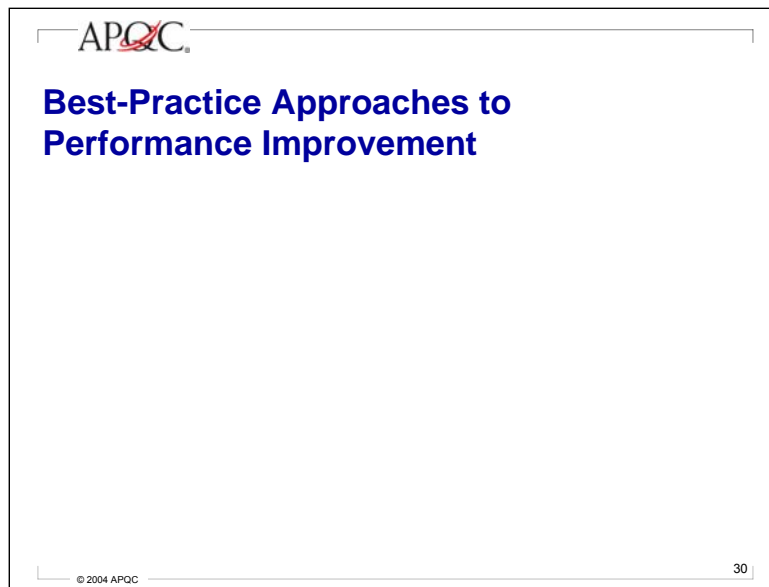 APQC®
Best-Practice Approaches to
Performance Improvement
© 2004 APQC
30